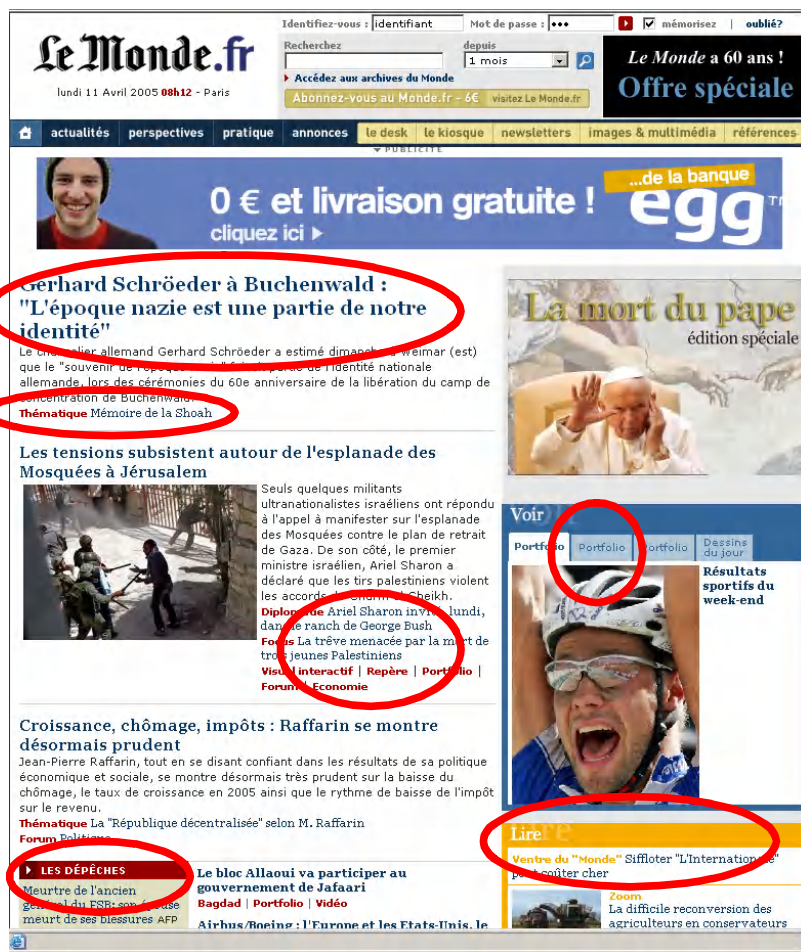 Le Monde.fr
lundi 11 Avril 2005 08h12 - Paris
Identifiez-vous : identifiant Mot de passe : ••• mémorisez | oublié?
Recherchez depuis
1 mois
Accédez aux archives du Monde
Abonnez-vous au Monde.fr - 6€ visitez Le Monde.fr
Le Monde a 60 ans !
Offre spéciale
actualités perspectives pratique annonces le desk le kiosque newsletters images & multimédia références
PUBLICITE
0 € et livraison gratuite !
cliquez ici
...de la banque
egg TM
Gerhard Schröeder à Buchenwald :
"L'époque nazie est une partie de notre
identité"
Le chancelier allemand Gerhard Schröeder a estimé dimanche à Weimar (est)
que le "souvenir de l'époque nazie" fait partie de l'identité nationale
allemande, lors des cérémonies du 60e anniversaire de la libération du camp de
concentration de Buchenwald.
Thématique Mémoire de la Shoah
Les tensions subsistent autour de l'esplanade des
Mosquées à Jérusalem
Seuls quelques militants
ultranationalistes israéliens ont répondu
à l'appel à manifester sur l'esplanade
des Mosquées contre le plan de retrait
de Gaza. De son côté, le premier
ministre israélien, Ariel Sharon a
déclaré que les tirs palestiniens violent
les accords de Charm el-Cheikh.
Diplomatie Ariel Sharon invité, lundi,
dans le ranch de George Bush
Focus La trêve menacée par la mort de
trois jeunes Palestiniens
Visuel interactif | Repère | Portfolio |
Forum | Economie
Croissance, chômage, impôts : Raffarin se montre
désormais prudent
Jean-Pierre Raffarin, tout en se disant confiant dans les résultats de sa politique
économique et sociale, se montre désormais très prudent sur la baisse du
chômage, le taux de croissance en 2005 ainsi que le rythme de baisse de l'impôt
sur le revenu.
Thématique La "République décentralisée" selon M. Raffarin
Forum Politique
LES DÉPÊCHES
Meurtre de l'ancien
général du FSB: son épouse
meurt de ses blessures AFP
Le bloc Allaoui va participer au
gouvernement de Jafaari
Bagdad | Portfolio | Vidéo
Airbus/Boeing : l'Europe et les Etats-Unis, le
La mort du pape
édition spéciale
Voir
Portfolio Portfolio Portfolio Dessins
du jour
Résultats
sportifs du
week-end
Lire
Ventre du "Monde" Siffloter "L'Internationale"
peut coûter cher
Zoom
La difficile reconversion des
agriculteurs en conservateurs